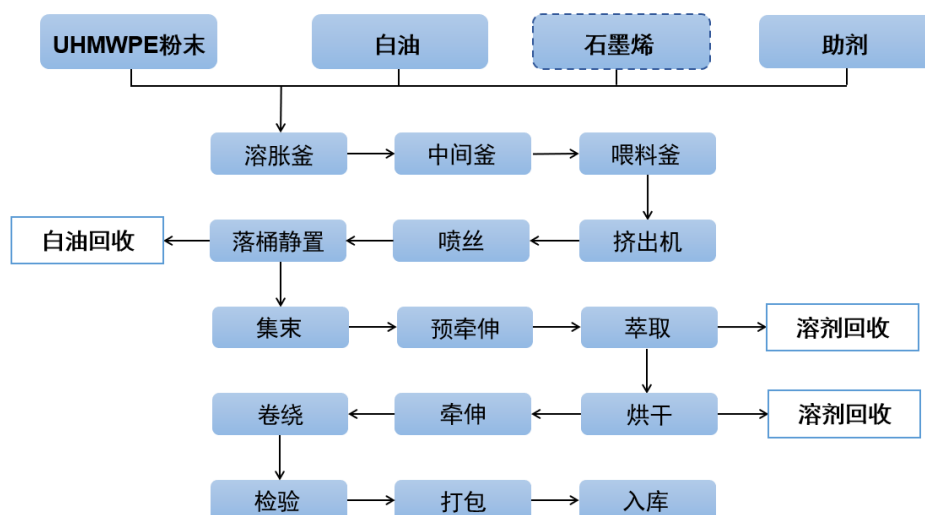 UHMWPE粉末
白油
石墨烯
助剂
溶胀釜
中间釜
喂料釜
白油回收
落桶静置
喷丝
挤出机
集束
预牵伸
萃取
溶剂回收
卷绕
牵伸
烘干
溶剂回收
检验
打包
入库